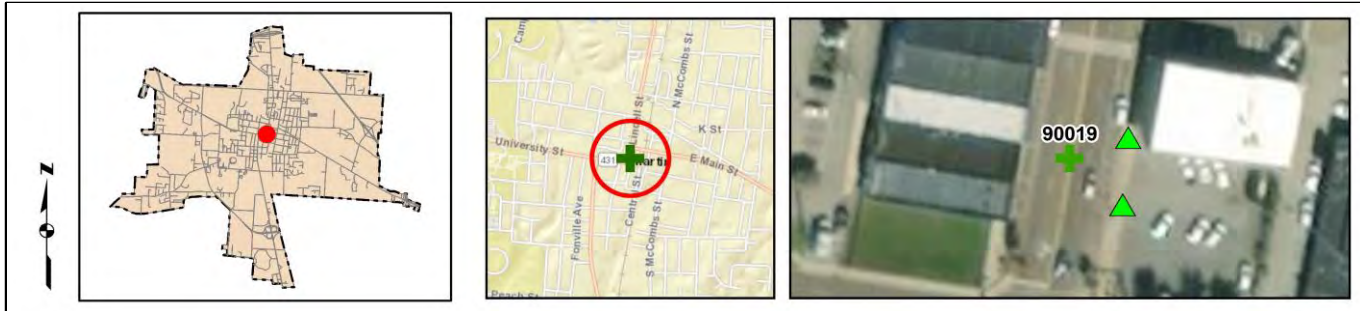 Z
Cam
N McCombs St
Lindell St
K St
University St
431
Martin
E Main St
Fonville Ave
Central St
S McCombs St
Peach St
90019